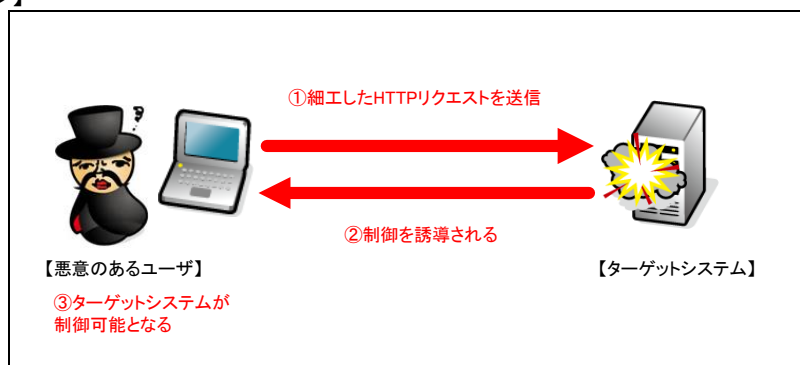 】
①細工したHTTPリクエストを送信
②制御を誘導される
【悪意のあるユーザ】
【ターゲットシステム】
③ターゲットシステムが
制御可能となる